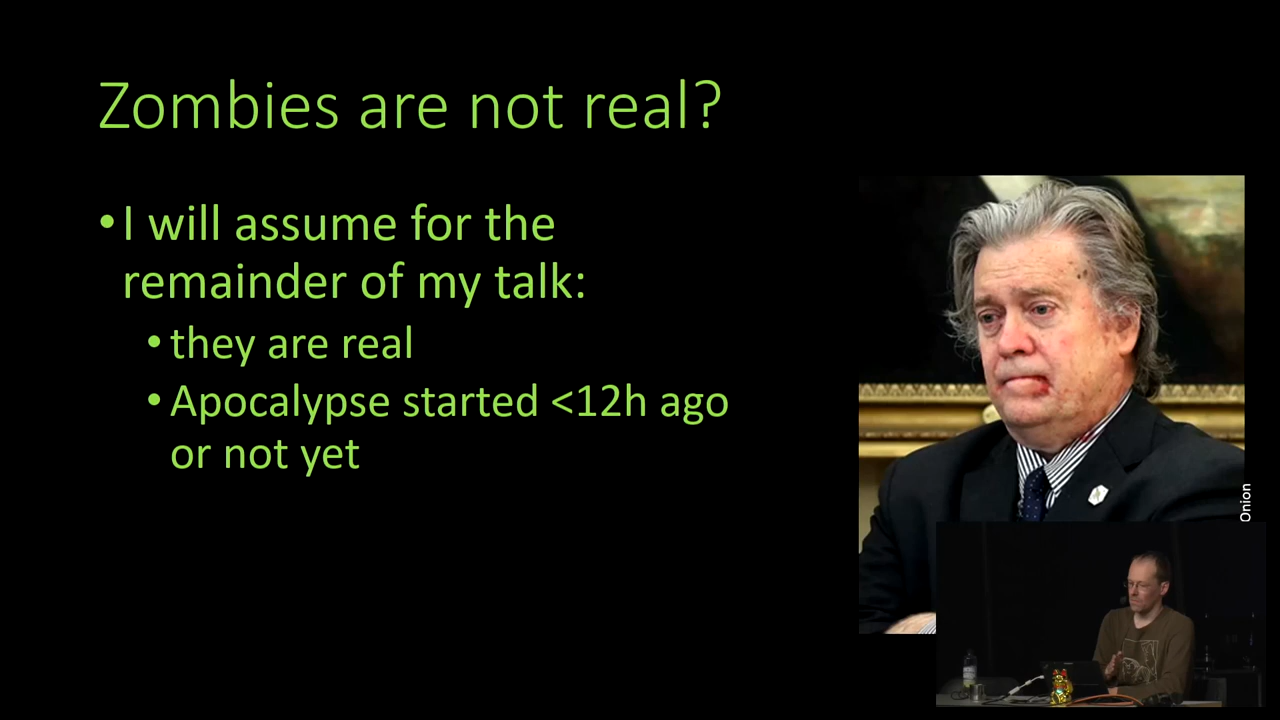 Zombies are not real?
•I will assume for the
remainder of my talk:
•they are real
•Apocalypse started <12h ago
or not yet
Onion